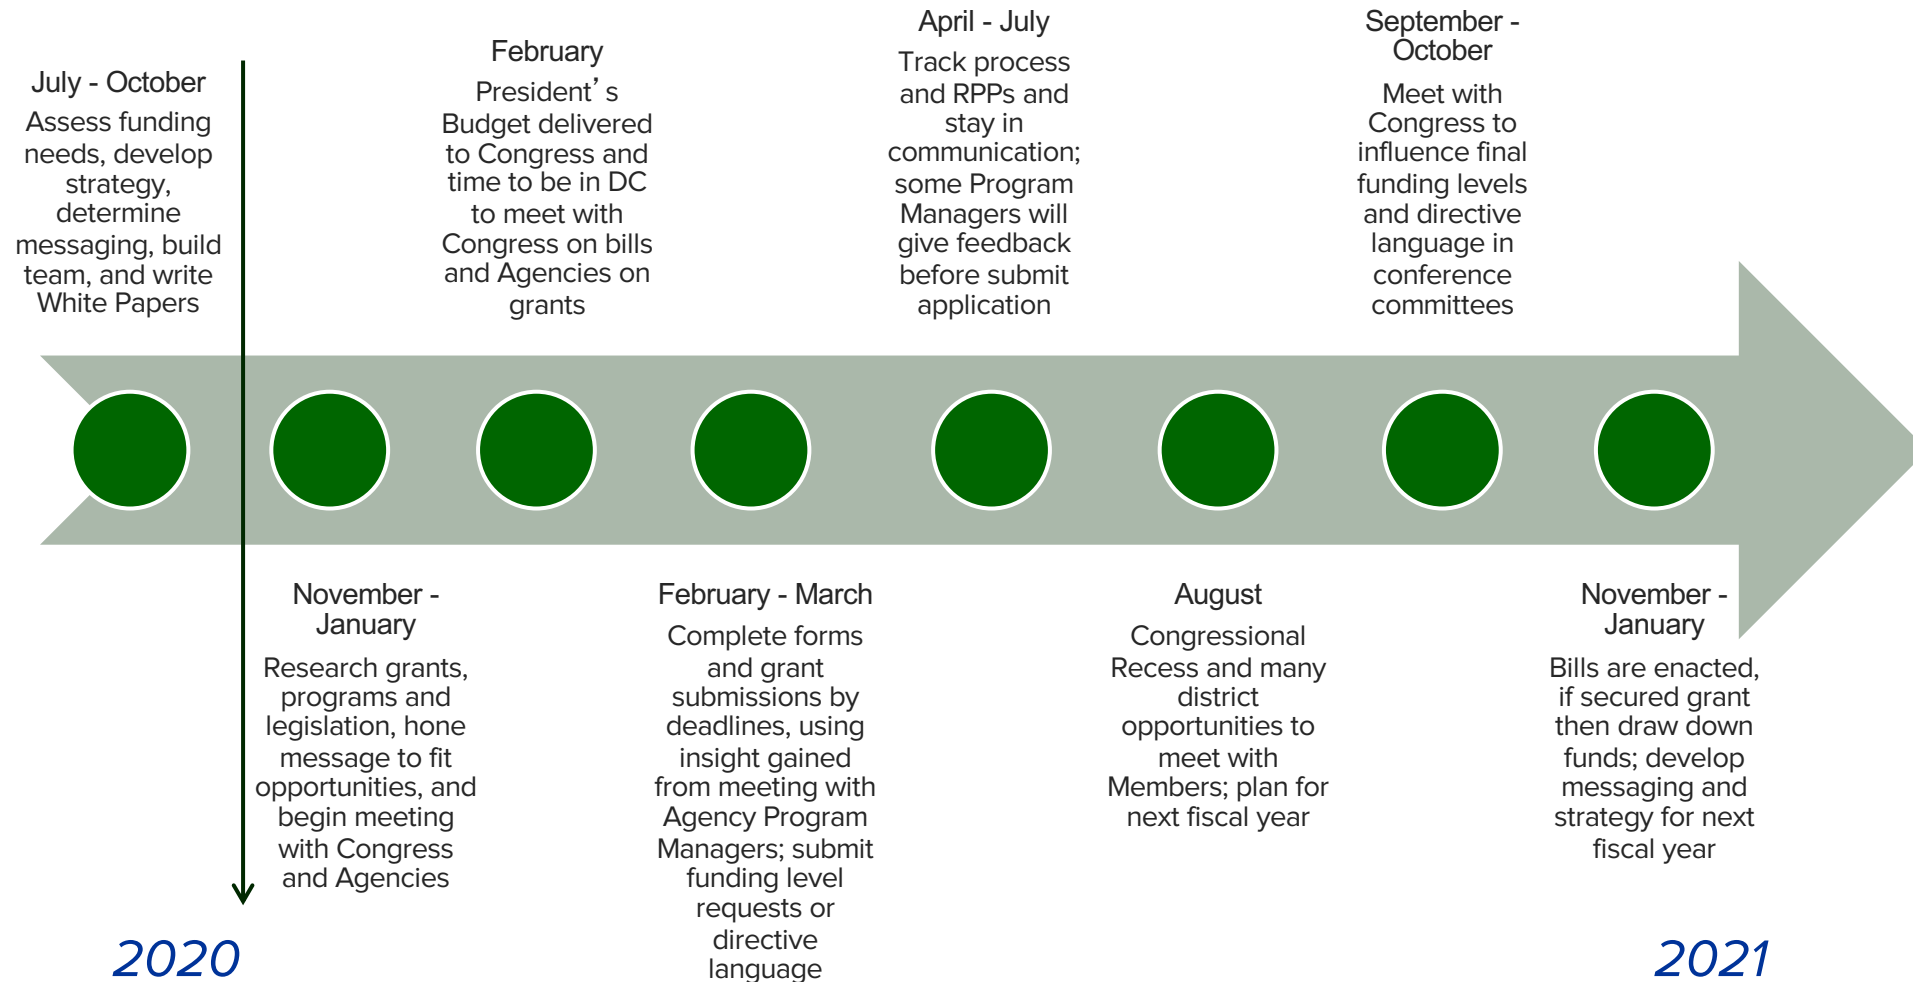 July - October
Assess funding
needs, develop
strategy,
determine
messaging, build
team, and write
White Papers
November -
January
Research grants,
programs and
legislation, hone
message to fit
opportunities, and
begin meeting
with Congress
and Agencies
February
President’s
Budget delivered
to Congress and
time to be in DC
to meet with
Congress on bills
and Agencies on
grants
February - March
Complete forms
and grant
submissions by
deadlines, using
insight gained
from meeting with
Agency Program
Managers; submit
funding level
requests or
directive
language
April - July
Track process
and RPPs and
stay in
communication;
some Program
Managers will
give feedback
before submit
application
August
Congressional
Recess and many
district
opportunities to
meet with
Members; plan for
next fiscal year
September -
October
Meet with
Congress to
influence final
funding levels
and directive
language in
conference
committees
November -
January
Bills are enacted,
if secured grant
then draw down
funds; develop
messaging and
strategy for next
fiscal year
2020
2021